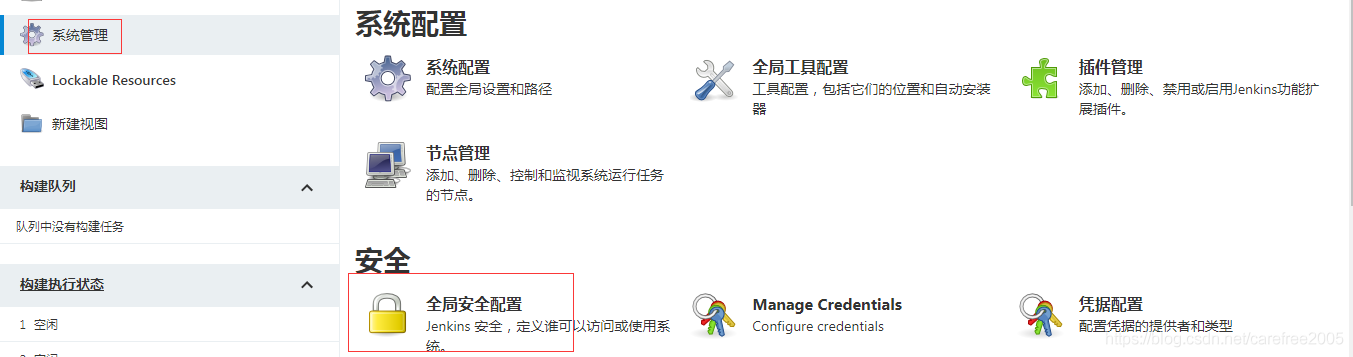 系统管理
Lockable Resources
新建视图
构建队列
队列中没有构建任务
构建执行状态
1 空闲
系统配置
系统配置
配置全局设置和路径
全局工具配置
工具配置，包括它们的位置和自动安装
器
插件管理
添加、删除、禁用或启用Jenkins功能扩
展插件。
节点管理
添加、删除、控制和监视系统运行任务
的节点。
安全
全局安全配置
Jenkins 安全，定义谁可以访问或使用系
统。
Manage Credentials
Configure credentials
凭据配置
配置凭据的提供者和类型
https://blog.csdn.net/carefree2005